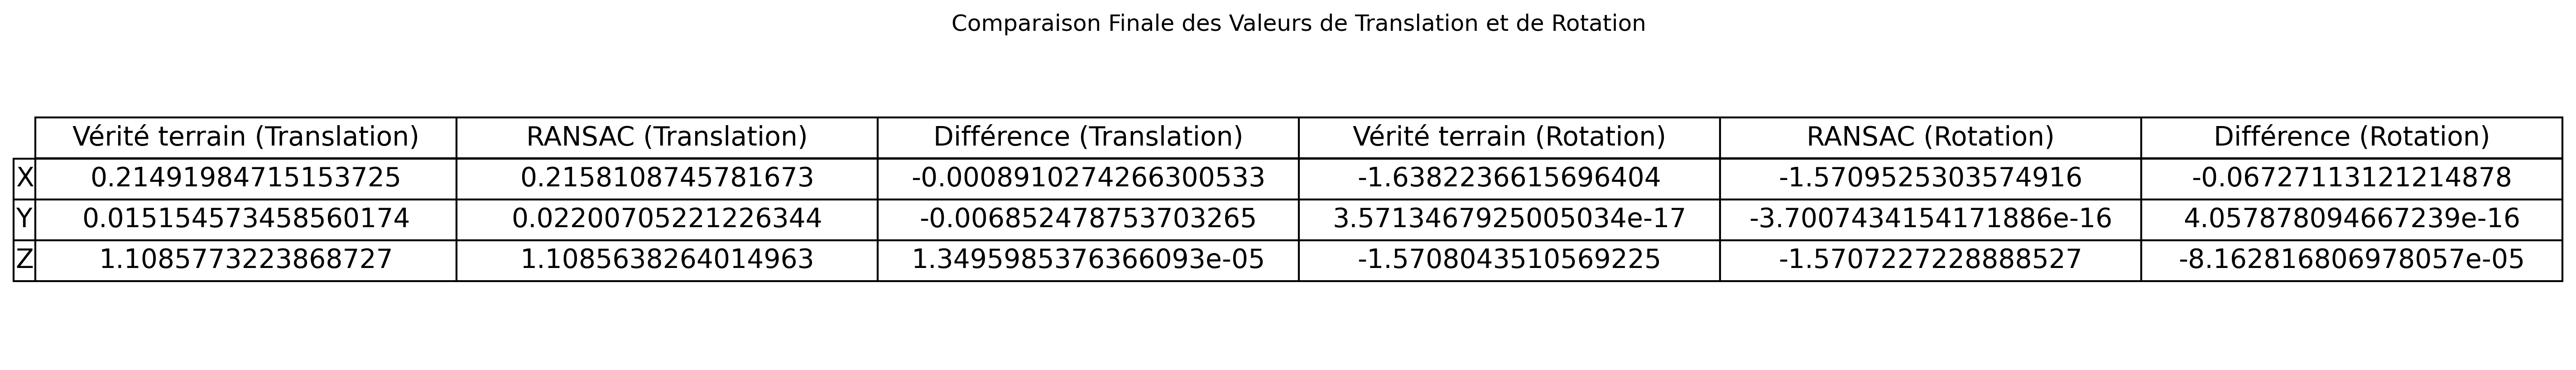 Comparaison Finale des Valeurs de Translation et de Rotation
Vérité terrain (Translation) RANSAC (Translation) Différence (Translation) Vérité terrain (Rotation) RANSAC (Rotation) Différence (Rotation)
X 0.21491984715153725 0.2158108745781673 -0.0008910274266300533 -1.6382236615696404 -1.5709525303574916 -0.06727113121214878
Y 0.015154573458560174 0.02200705221226344 -0.006852478753703265 3.5713467925005034e-17 -3.7007434154171886e-16 4.057878094667239e-16
Z 1.1085773223868727 1.1085638264014963 1.3495985376366093e-05 -1.5708043510569225 -1.5707227228888527 -8.162816806978057e-05